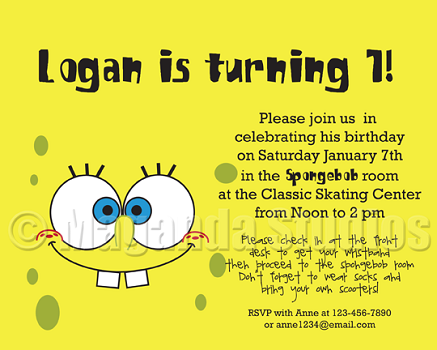 Logan is turning 7!
Please join us in
celebrating his birthday
on Saturday January 7th
in the Spongebob room
at the Classic Skating Center
from Noon to 2 pm
© Maganda Studios
Please check in at the front
desk to get your wristband
then proceed to the spongebob room
Don't forget to wear socks and
bring your own scooters!
RSVP with Anne at 123-456-7890
or anne1234@email.com